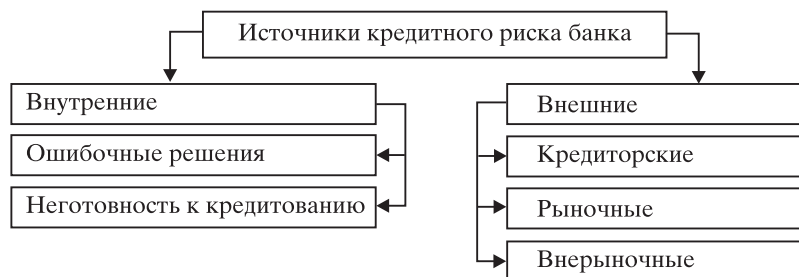 Источники кредитного риска банка
Внутренние
Ошибочные решения
Неготовность к кредитованию
Внешние
Кредиторские
Рыночные
Внерыночные